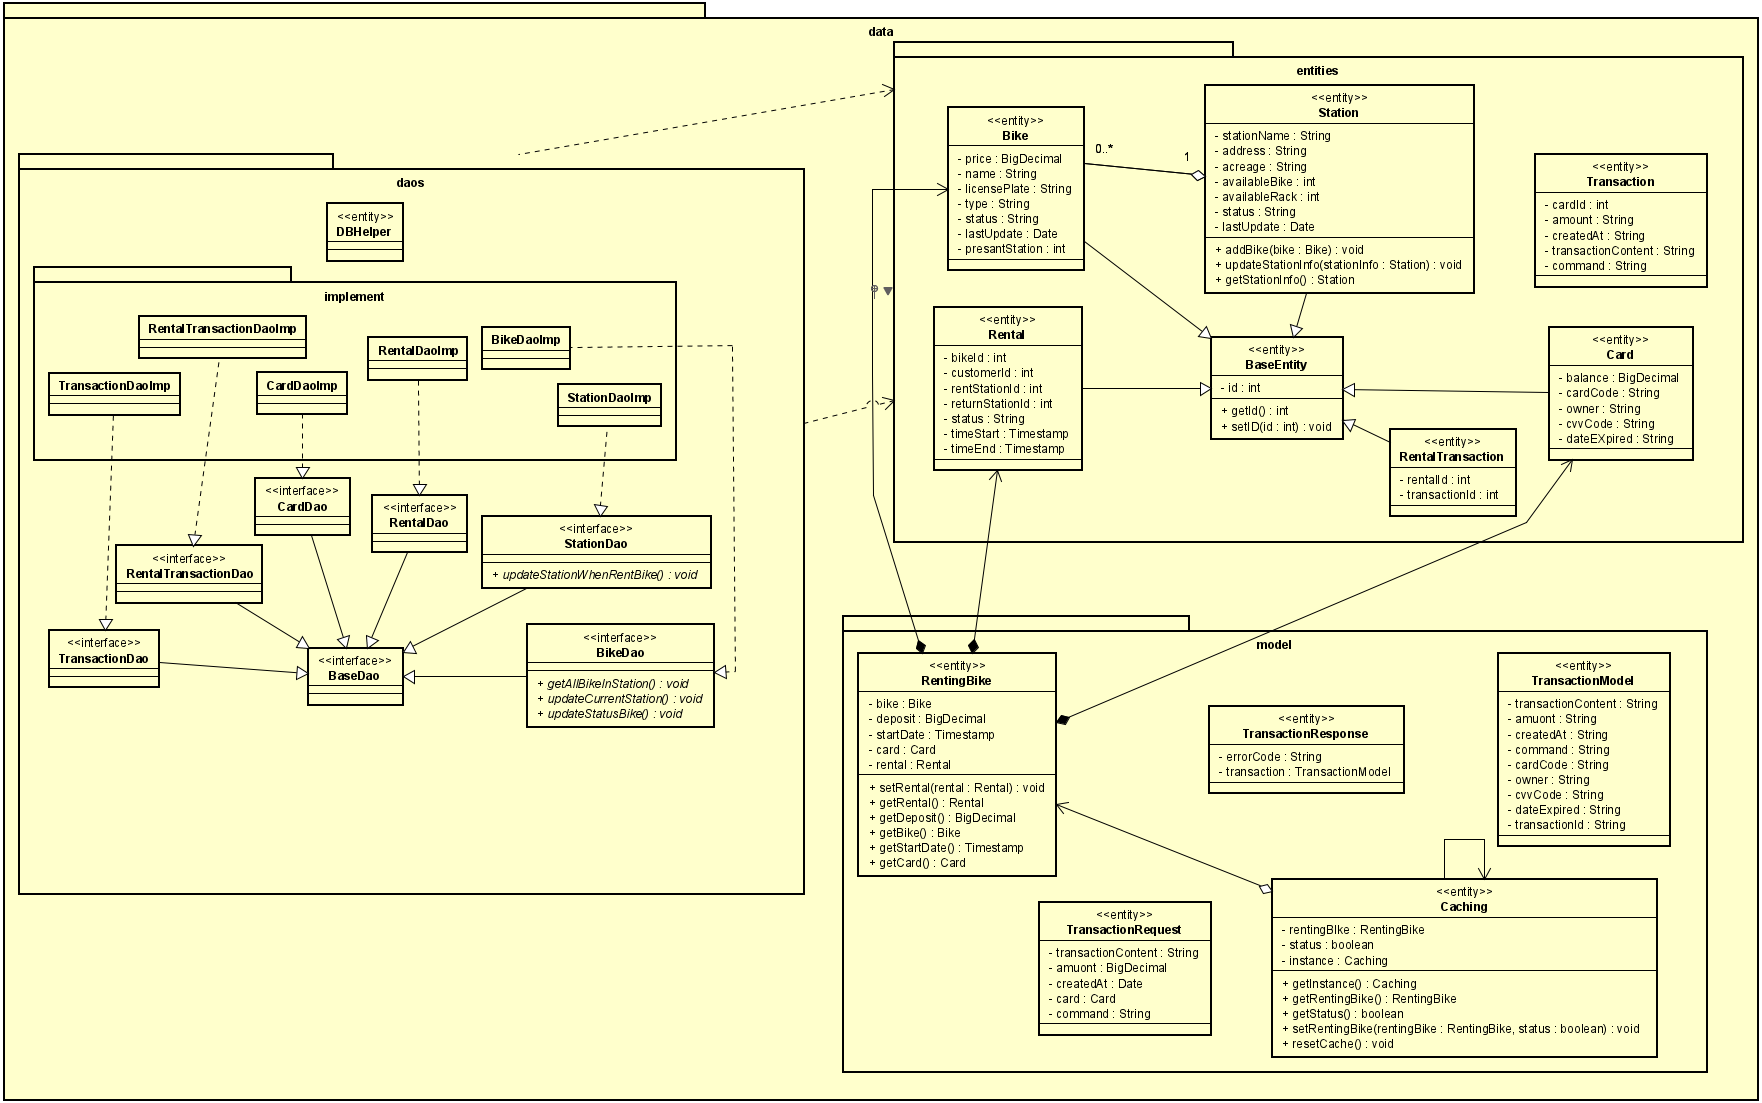 data
entities
<<entity>>
Bike
- price : BigDecimal
- name : String
- licensePlate : String
- type : String
- status : String
- lastUpdate : Date
- presantStation : int
0..*
1
<<entity>>
Station
- stationName : String
- address : String
- acreage : String
- availableBike : int
- availableRack : int
- status : String
- lastUpdate : Date
+ addBike(bike : Bike) : void
+ updateStationInfo(stationInfo : Station) : void
+ getStationInfo() : Station
<<entity>>
Transaction
- cardId : int
- amount : String
- createdAt : String
- transactionContent : String
- command : String
<<entity>>
Rental
- bikeId : int
- customerId : int
- rentStationId : int
- returnStationId : int
- status : String
- timeStart : Timestamp
- timeEnd : Timestamp
<<entity>>
BaseEntity
- id : int
+ getId() : int
+ setID(id : int) : void
<<entity>>
Card
- balance : BigDecimal
- cardCode : String
- owner : String
- cvvCode : String
- dateEXpired : String
<<entity>>
RentalTransaction
- rentalId : int
- transactionId : int
daos
<<entity>>
DBHelper
implement
RentalTransactionDaoImp
RentalDaoImp
BikeDaoImp
TransactionDaoImp
CardDaoImp
StationDaoImp
<<interface>>
CardDao
<<interface>>
RentalDao
<<interface>>
StationDao
+ updateStationWhenRentBike() : void
<<interface>>
RentalTransactionDao
<<interface>>
TransactionDao
<<interface>>
BaseDao
<<interface>>
BikeDao
+ getAllBikeInStation() : void
+ updateCurrentStation() : void
+ updateStatusBike() : void
model
<<entity>>
RentingBike
- bike : Bike
- deposit : BigDecimal
- startDate : Timestamp
- card : Card
- rental : Rental
+ setRental(rental : Rental) : void
+ getRental() : Rental
+ getDeposit() : BigDecimal
+ getBike() : Bike
+ getStartDate() : Timestamp
+ getCard() : Card
<<entity>>
TransactionResponse
- errorCode : String
- transaction : TransactionModel
<<entity>>
TransactionModel
- transactionContent : String
- amuont : String
- createdAt : String
- command : String
- cardCode : String
- owner : String
- cvvCode : String
- dateExpired : String
- transactionId : String
<<entity>>
TransactionRequest
- transactionContent : String
- amuont : BigDecimal
- createdAt : Date
- card : Card
- command : String
<<entity>>
Caching
- rentingBIke : RentingBike
- status : boolean
- instance : Caching
+ getInstance() : Caching
+ getRentingBike() : RentingBike
+ getStatus() : boolean
+ setRentingBike(rentingBike : RentingBike, status : boolean) : void
+ resetCache() : void